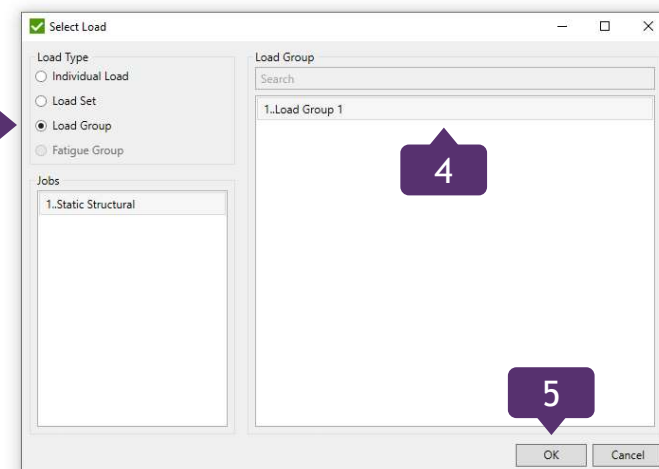 Select Load
Load Type
Individual Load
Load Set
Load Group
Fatigue Group
Jobs
1..Static Structural
Load Group
Search
1..Load Group 1
4
5
OK
Cancel